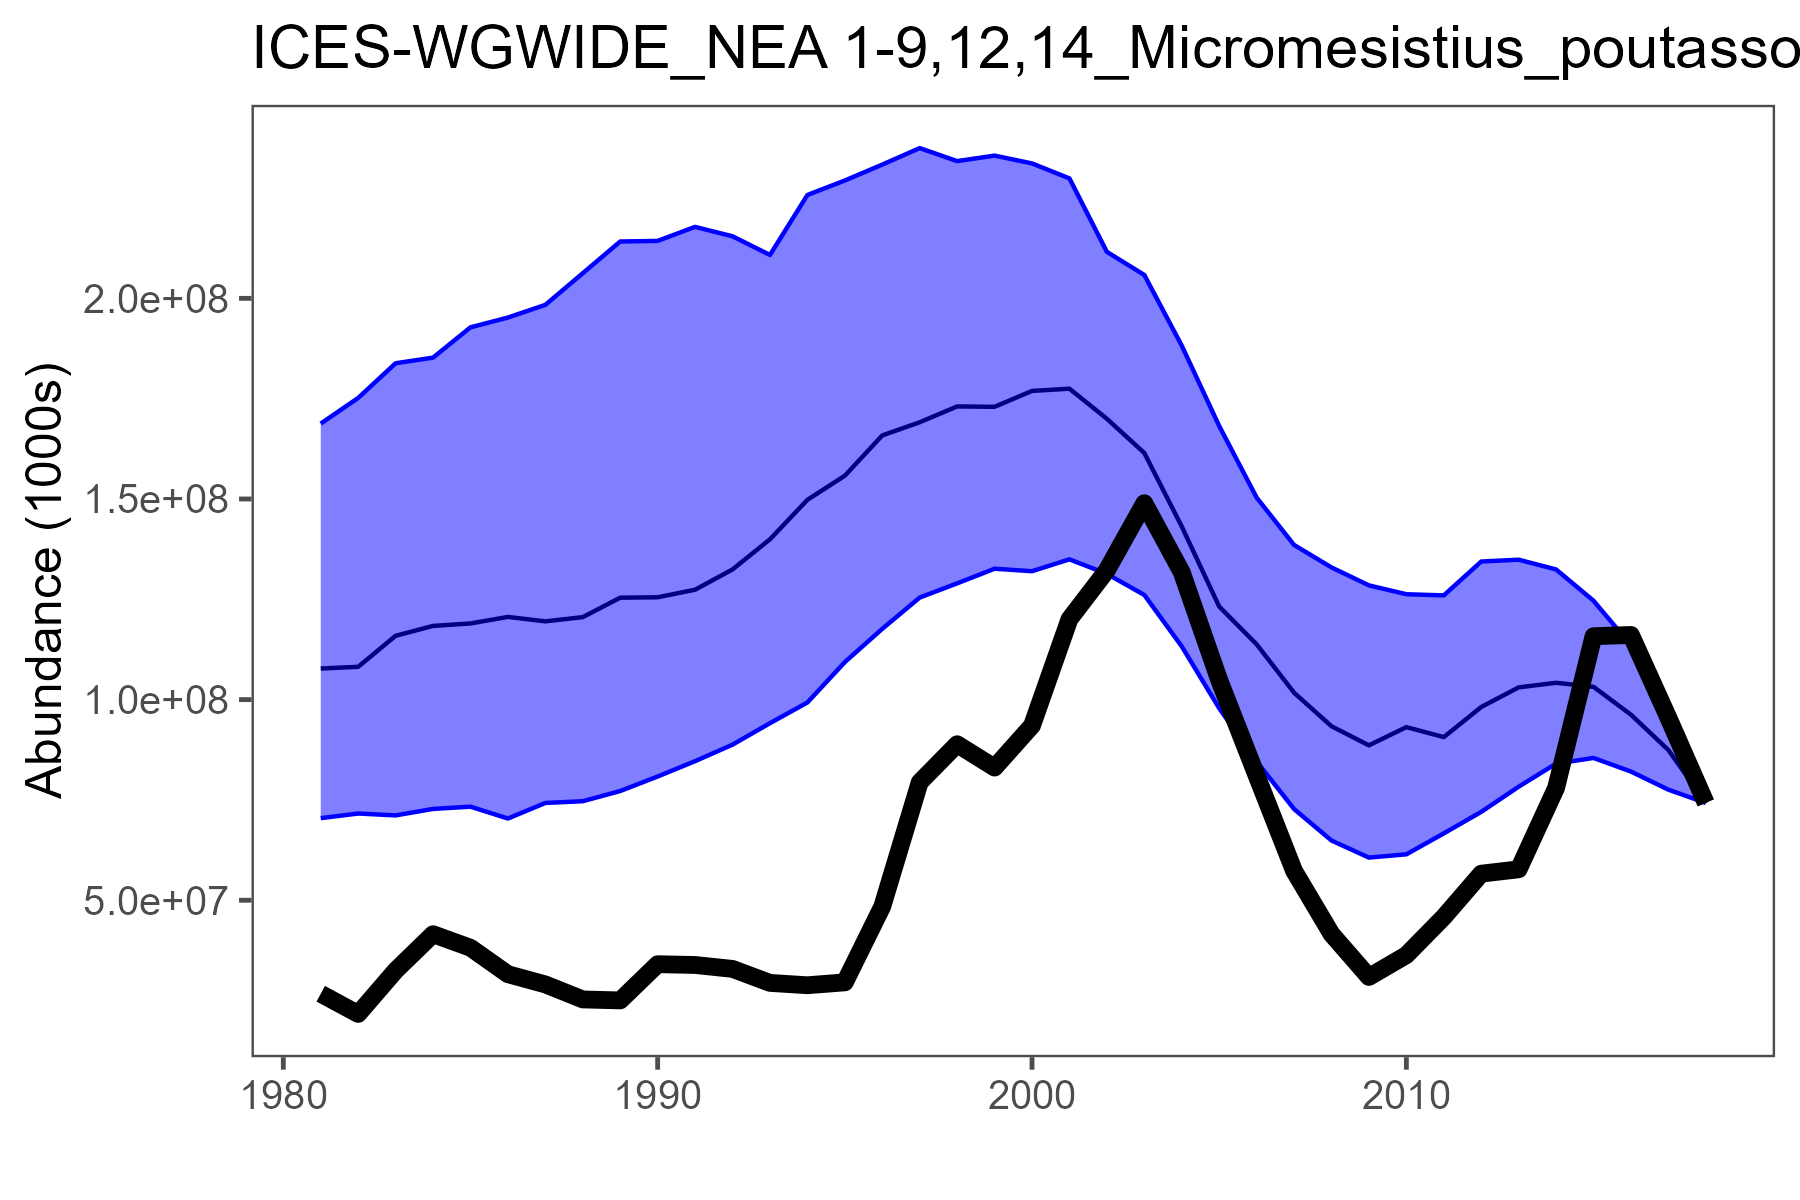 ICES-WGWIDE_NEA 1-9,12,14_Micromesistius_poutasso
Abundance (1000s)
2.0e+08
1.5e+08
1.0e+08
5.0e+07
1980 1990 2000 2010